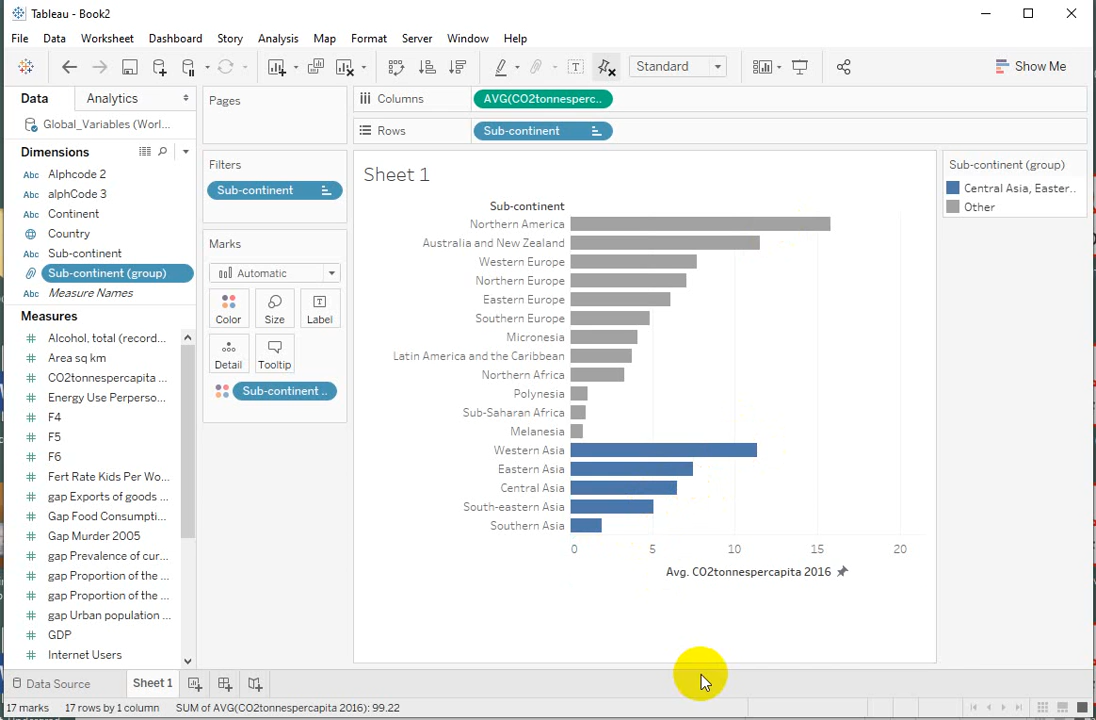 Tableau - Book2
File Data Worksheet Dashboard Story Analysis Map Format Server Window Help
Standard
Show Me
Data
Analytics
Global_Variables (Worl...
Dimensions
Abc Alphcode 2
Abc alphCode 3
Abc Continent
Country
Abc Sub-continent
Sub-continent (group)
Abc Measure Names
Measures
# Alcohol, total (record...
# Area sq km
# CO2tonnespercapita ...
# Energy Use Perperso...
# F4
# F5
# F6
# Fert Rate Kids Per Wo...
# gap Exports of goods ...
# Gap Food Consumpti...
# Gap Murder 2005
# gap Prevalence of cur...
# gap Proportion of the ...
# gap Proportion of the ...
# gap Urban population ...
# GDP
# Internet Users
Pages
Filters
Sub-continent
Marks
Automatic
Color
Size
Label
Detail
Tooltip
Sub-continent ..
Columns
AVG(CO2tonnesperc..
Rows
Sub-continent
Sheet 1
Sub-continent
Northern America
Australia and New Zealand
Western Europe
Northern Europe
Eastern Europe
Southern Europe
Micronesia
Latin America and the Caribbean
Northern Africa
Polynesia
Sub-Saharan Africa
Melanesia
Western Asia
Eastern Asia
Central Asia
South-eastern Asia
Southern Asia
0 5 10 15 20
Avg. CO2tonnespercapita 2016
Sub-continent (group)
Central Asia, Easter..
Other
Data Source
Sheet 1
17 marks 17 rows by 1 column SUM of AVG(CO2tonnespercapita 2016): 99.22